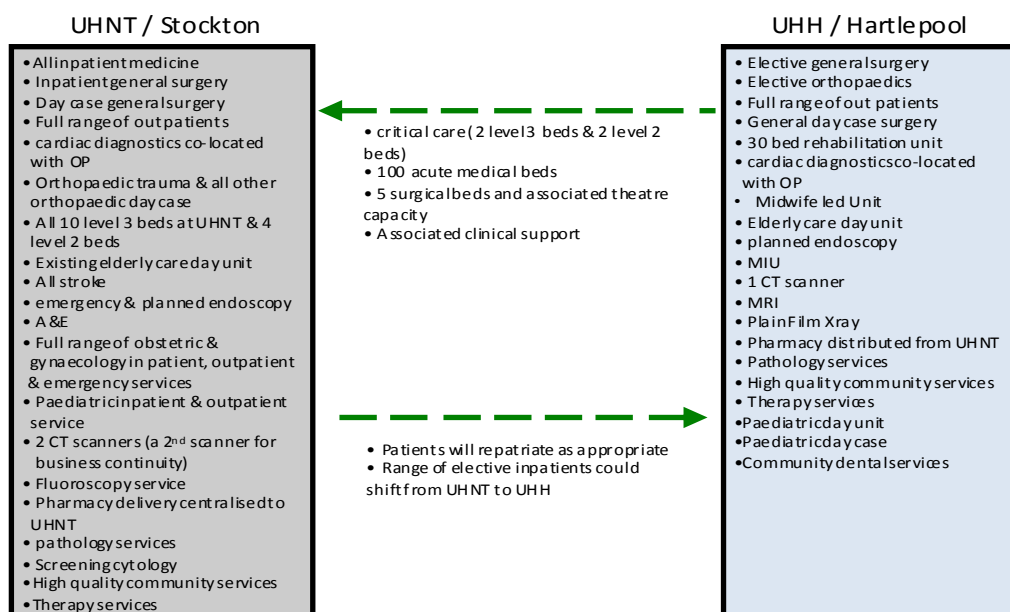 UHNT / Stockton
• All inpatient medicine
• Inpatient general surgery
• Day case general surgery
• Full range of out patients
• cardiac diagnostics co-located
with OP
• Orthopaedic trauma & all other
orthopaedic day case
• All 10 level 3 beds at UHNT & 4
level 2 beds
• Existing elderly care day unit
• All stroke
• emergency & planned endoscopy
• A&E
• Full range of obstetric &
gynaecology in patient, outpatient
& emergency services
• Paediatric inpatient & outpatient
service
• 2 CT scanners (a 2nd scanner for
business continuity)
• Fluoroscopy service
• Pharmacy delivery centralised to
UHNT
• pathology services
• Screening cytology
• High quality community services
• Therapy services
• critical care ( 2 level 3 beds & 2 level 2
beds)
• 100 acute medical beds
• 5 surgical beds and associated theatre
capacity
• Associated clinical support
• Patients will repatriate as appropriate
• Range of elective inpatients could
shift from UHNT to UHH
UHH / Hartlepool
• Elective general surgery
• Elective orthopaedics
• Full range of out patients
• General day case surgery
• 30 bed rehabilitation unit
• cardiac diagnostics co-located
with OP
• Midwife led Unit
• Elderly care day unit
• planned endoscopy
• MIU
• 1 CT scanner
• MRI
• Plain Film Xray
• Pharmacy distributed from UHNT
• Pathology services
• High quality community services
• Therapy services
•Paediatric day unit
•Paediatric day case
•Community dental services